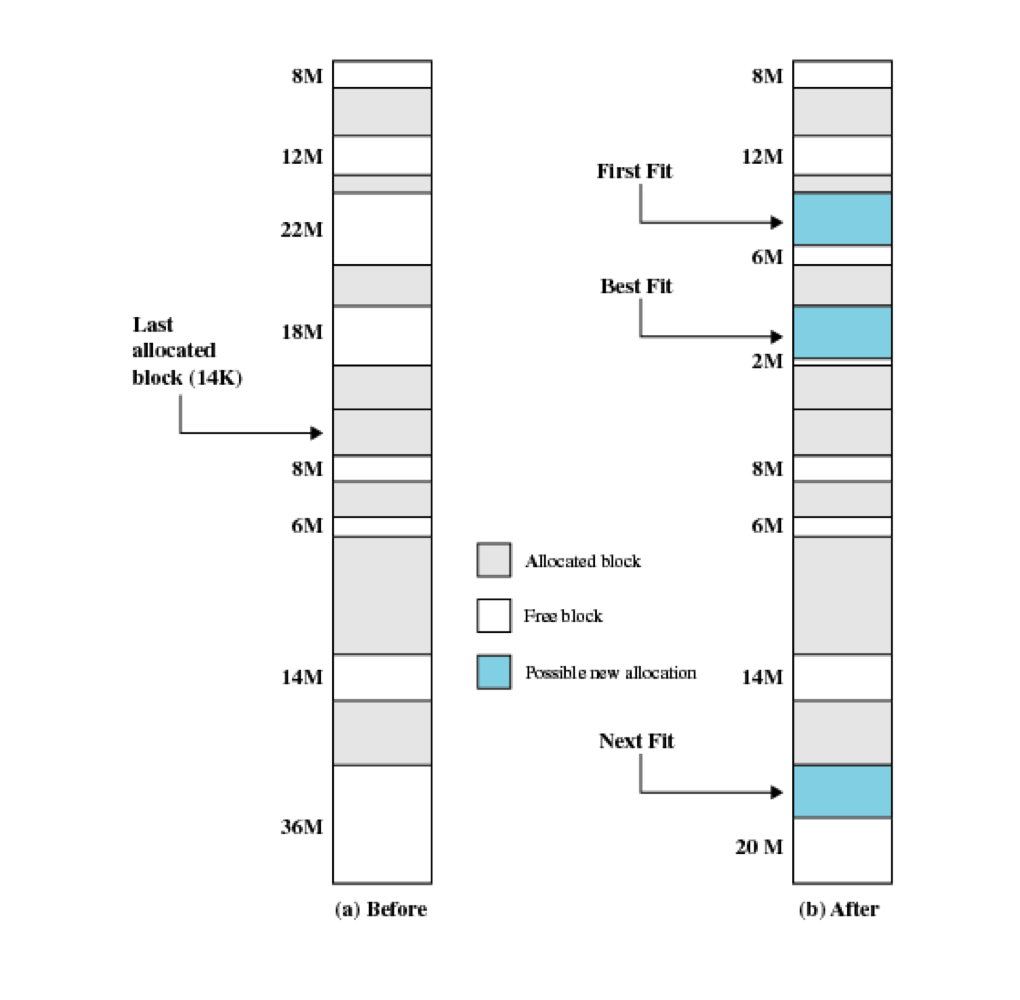 8M
12M
22M
18M
Last
allocated
block (14K)
8M
6M
14M
36M
(a) Before
Allocated block
Free block
Possible new allocation
8M
12M
First Fit
6M
Best Fit
2M
8M
6M
14M
Next Fit
20 M
(b) After